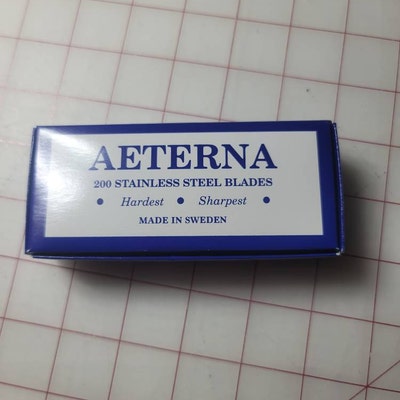 AETERNA
200 STAINLESS STEEL BLADES
• Hardest • Sharpest •
MADE IN SWEDEN